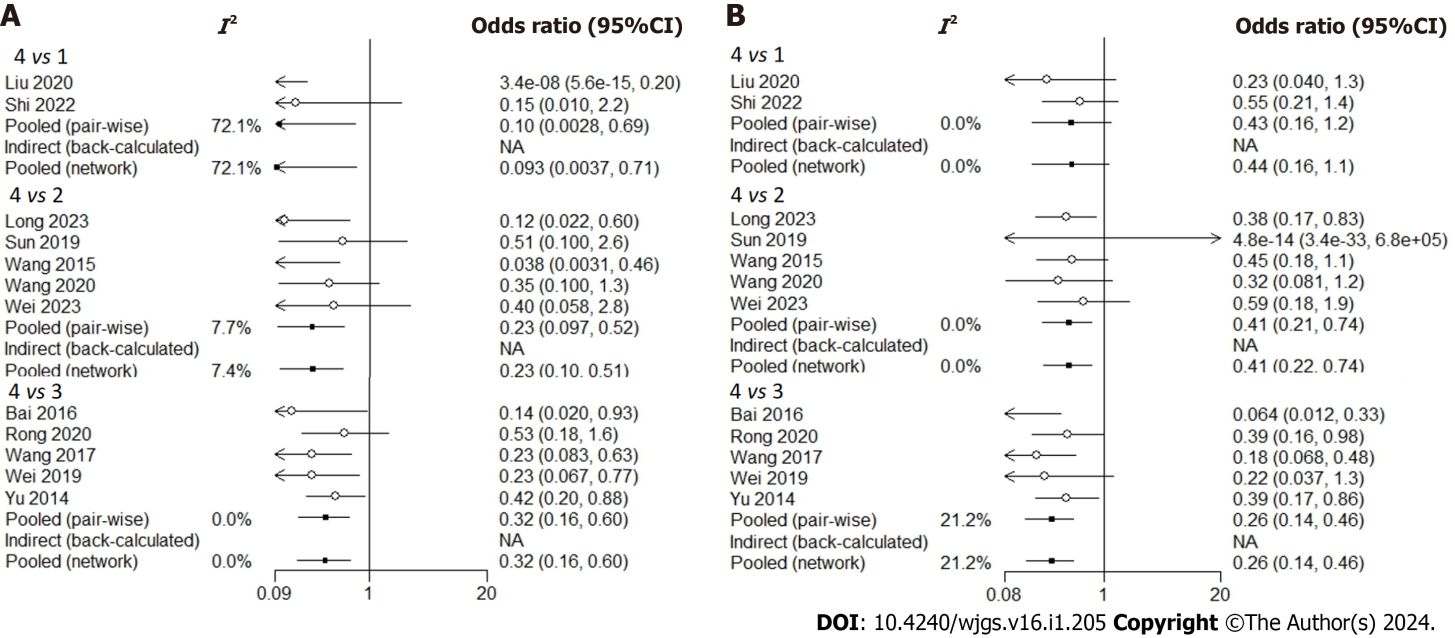 A
I² Odds ratio (95%CI)
4 vs 1
Liu 2020 3.4e-08 (5.6e-15, 0.20)
Shi 2022 0.15 (0.010, 2.2)
Pooled (pair-wise) 72.1% 0.10 (0.0028, 0.69)
Indirect (back-calculated) NA
Pooled (network) 72.1% 0.093 (0.0037, 0.71)
4 vs 2
Long 2023 0.12 (0.022, 0.60)
Sun 2019 0.51 (0.100, 2.6)
Wang 2015 0.038 (0.0031, 0.46)
Wang 2020 0.35 (0.100, 1.3)
Wei 2023 0.40 (0.058, 2.8)
Pooled (pair-wise) 7.7% 0.23 (0.097, 0.52)
Indirect (back-calculated) NA
Pooled (network) 7.4% 0.23 (0.10, 0.51)
4 vs 3
Bai 2016 0.14 (0.020, 0.93)
Rong 2020 0.53 (0.18, 1.6)
Wang 2017 0.23 (0.083, 0.63)
Wei 2019 0.23 (0.067, 0.77)
Yu 2014 0.42 (0.20, 0.88)
Pooled (pair-wise) 0.0% 0.32 (0.16, 0.60)
Indirect (back-calculated) NA
Pooled (network) 0.0% 0.32 (0.16, 0.60)
0.09 1 20
B
I² Odds ratio (95%CI)
4 vs 1
Liu 2020 0.23 (0.040, 1.3)
Shi 2022 0.55 (0.21, 1.4)
Pooled (pair-wise) 0.0% 0.43 (0.16, 1.2)
Indirect (back-calculated) NA
Pooled (network) 0.0% 0.44 (0.16, 1.1)
4 vs 2
Long 2023 0.38 (0.17, 0.83)
Sun 2019 4.8e-14 (3.4e-33, 6.8e+05)
Wang 2015 0.45 (0.18, 1.1)
Wang 2020 0.32 (0.081, 1.2)
Wei 2023 0.59 (0.18, 1.9)
Pooled (pair-wise) 0.0% 0.41 (0.21, 0.74)
Indirect (back-calculated) NA
Pooled (network) 0.0% 0.41 (0.22, 0.74)
4 vs 3
Bai 2016 0.064 (0.012, 0.33)
Rong 2020 0.39 (0.16, 0.98)
Wang 2017 0.18 (0.068, 0.48)
Wei 2019 0.22 (0.037, 1.3)
Yu 2014 0.39 (0.17, 0.86)
Pooled (pair-wise) 21.2% 0.26 (0.14, 0.46)
Indirect (back-calculated) NA
Pooled (network) 21.2% 0.26 (0.14, 0.46)
0.08 1 20
DOI: 10.4240/wjgs.v16.i1.205 Copyright ©The Author(s) 2024.